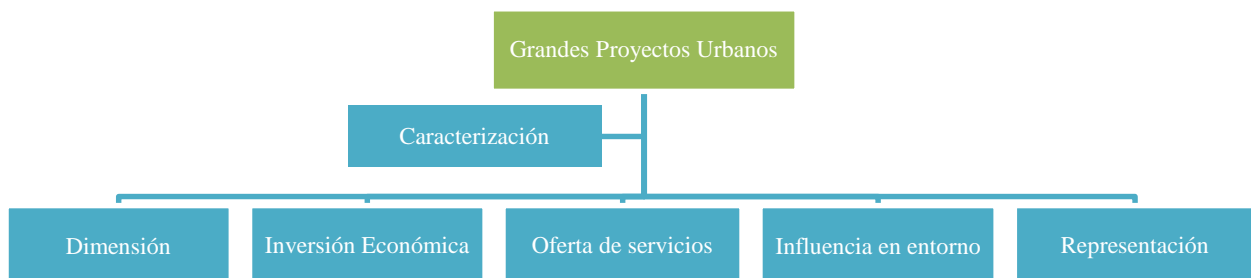 Grandes Proyectos Urbanos
Caracterización
Dimensión
Inversión Económica
Oferta de servicios
Influencia en entorno
Representación